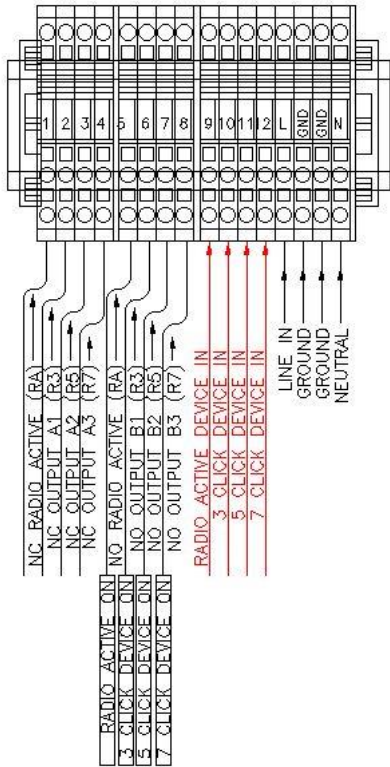 1 2 3 4 5 6 7 8 9 10 11 12 L GND GND N
NC RADIO ACTIVE (RA)
NC OUTPUT A1 (R3)
NC OUTPUT A2 (R5)
NC OUTPUT A3 (R7)
NO RADIO ACTIVE (RA)
NO OUTPUT B1 (R3)
NO OUTPUT B2 (R5)
NO OUTPUT B3 (R7)
RADIO ACTIVE DEVICE IN
3 CLICK DEVICE IN
5 CLICK DEVICE IN
7 CLICK DEVICE IN
LINE IN
GROUND
GROUND
NEUTRAL
RADIO ACTIVE ON
3 CLICK DEVICE ON
5 CLICK DEVICE ON
7 CLICK DEVICE ON